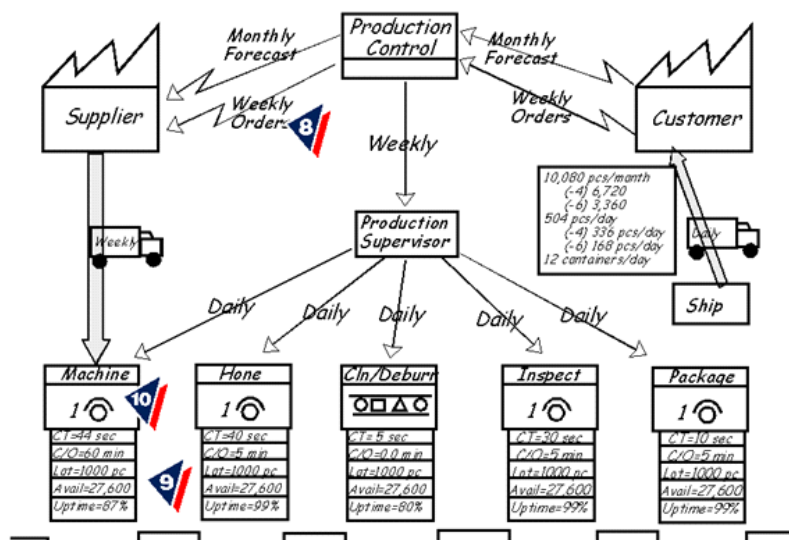 Production
Control
Monthly
Forecast
Monthly
Forecast
Supplier
Weekly
Orders
8
Weekly
Orders
Customer
Weekly
10,080 pcs/month
(-4) 6,720
(-6) 3,360
504 pcs/day
(-4) 336 pcs/day
(-6) 168 pcs/day
12 containers/day
Production
Supervisor
Weekly
Daily
Ship
Daily
Daily
Daily
Daily
Daily
Machine
Hone
Cln/Deburr
Inspect
Package
1
10
1
1
1
CT=44 sec
C/O=60 min
Lot=1000 pc
Avail=27,600
Uptime=87%
9
CT=40 sec
C/O=5 min
Lot=1000 pc
Avail=27,600
Uptime=99%
CT= 5 sec
C/O=0.0 min
Lot=1000 pc
Avail=27,600
Uptime=80%
CT=30 sec
C/O=5 min
Lot=1000 pc
Avail=27,600
Uptime=99%
CT=10 sec
C/O=5 min
Lot=1000 pc
Avail=27,600
Uptime=99%